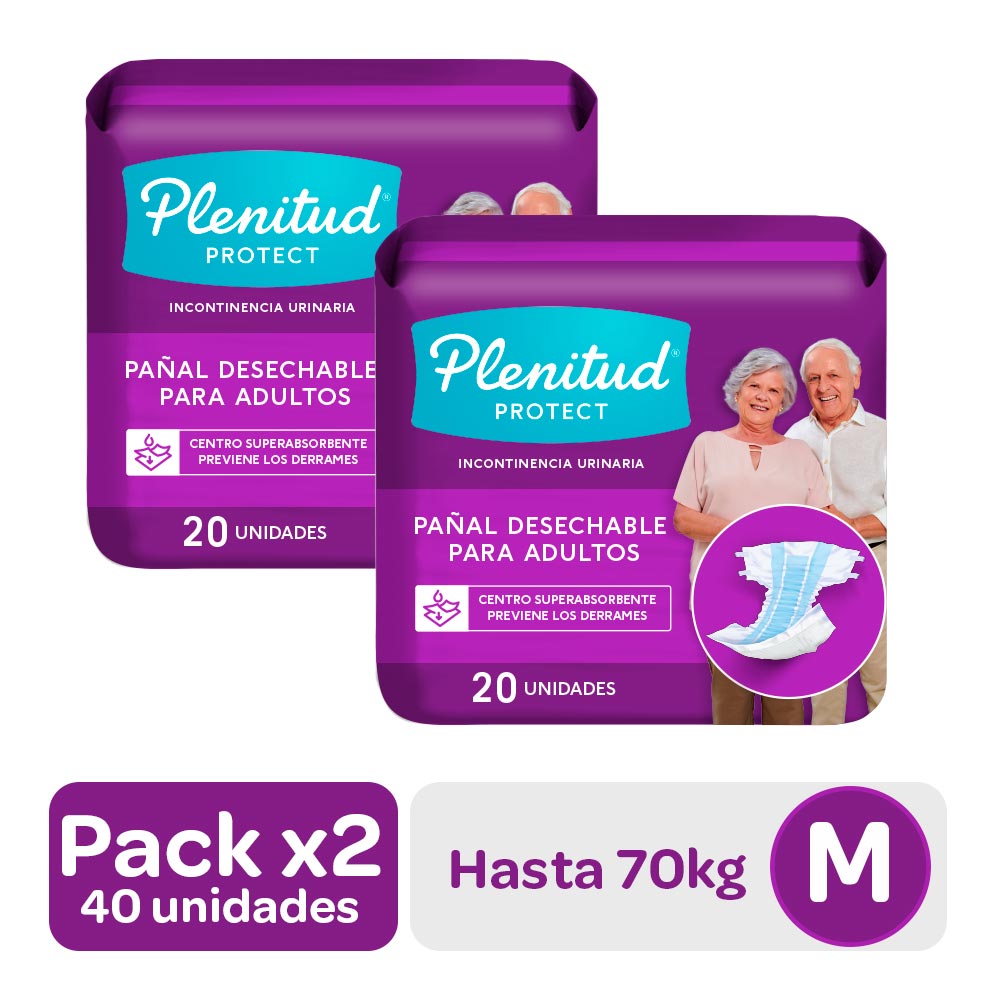 Plenitud®
PROTECT
INCONTINENCIA URINARIA
PAÑAL DESECHABLE
PARA ADULTOS
CENTRO SUPERABSORBENTE
PREVIENE LOS DERRAMES
20 UNIDADES
Plenitud®
PROTECT
INCONTINENCIA URINARIA
PAÑAL DESECHABLE
PARA ADULTOS
CENTRO SUPERABSORBENTE
PREVIENE LOS DERRAMES
20 UNIDADES
Pack x2
40 unidades
Hasta 70kg
M